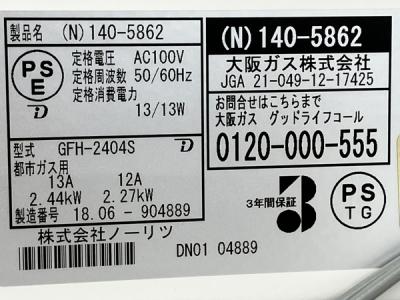 製品名 (N) 140-5862
PS
E
定格電圧 AC100V
定格周波数 50/60Hz
定格消費電力
13/13W
型式 GFH-2404S
都市ガス用
13A 12A
2.44kW 2.27kW
製造番号 18.06 - 904889
株式会社ノーリツ
DN01 04889
(N) 140-5862
大阪ガス株式会社
JGA 21-049-12-17425
お問合せはこちらまで
大阪ガス グッドライフコール
0120-000-555
3年間保証
3
PS
TG